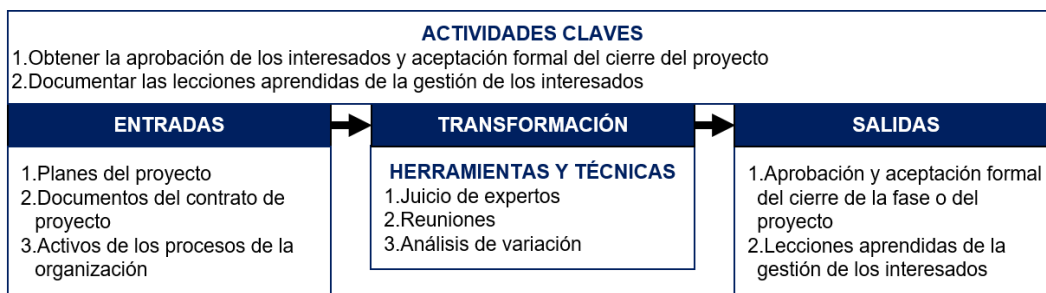 ACTIVIDADES CLAVES
1.Obtener la aprobación de los interesados y aceptación formal del cierre del proyecto
2.Documentar las lecciones aprendidas de la gestión de los interesados
ENTRADAS
1.Planes del proyecto
2.Documentos del contrato de
proyecto
3.Activos de los procesos de la
organización
TRANSFORMACIÓN
HERRAMIENTAS Y TÉCNICAS
1.Juicio de expertos
2.Reuniones
3.Análisis de variación
SALIDAS
1.Aprobación y aceptación formal
del cierre de la fase o del
proyecto
2.Lecciones aprendidas de la
gestión de los interesados